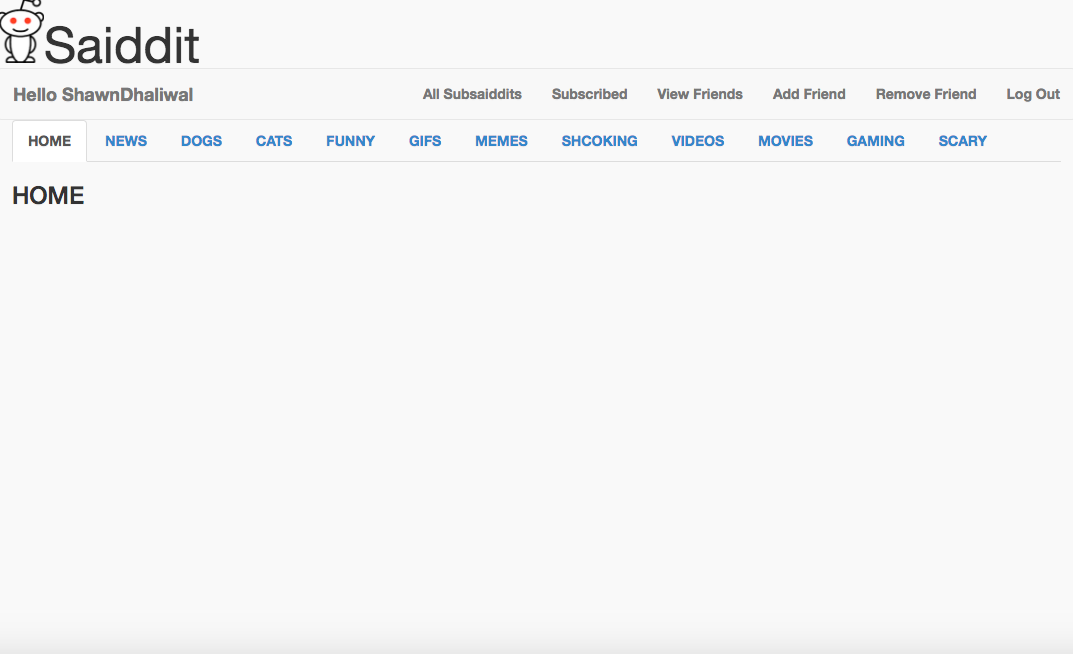 Saiddit
Hello ShawnDhaliwal All Subsaiddits Subscribed View Friends Add Friend Remove Friend Log Out
HOME NEWS DOGS CATS FUNNY GIFS MEMES SHCOKING VIDEOS MOVIES GAMING SCARY
HOME